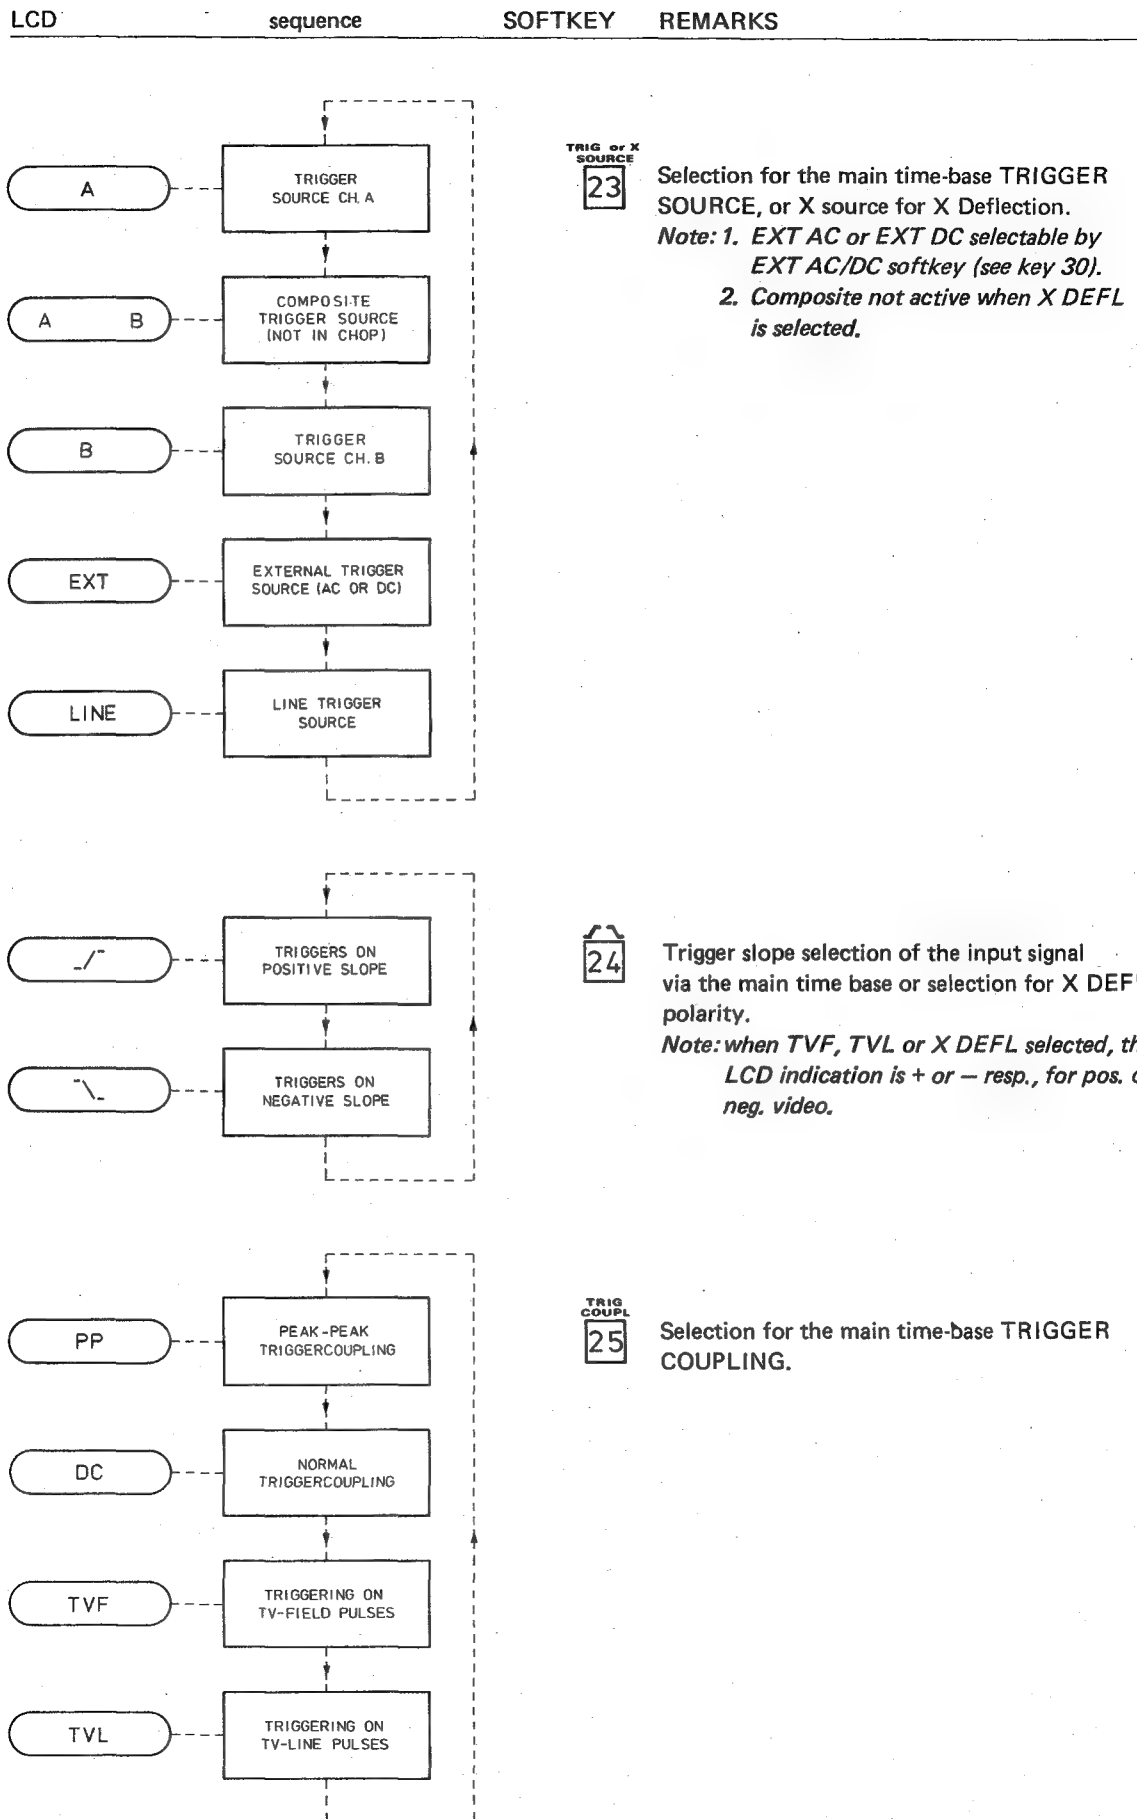 LCD sequence SOFTKEY REMARKS
A
TRIGGER
SOURCE CH. A
A B
COMPOSITE
TRIGGER SOURCE
(NOT IN CHOP)
B
TRIGGER
SOURCE CH. B
EXT
EXTERNAL TRIGGER
SOURCE (AC OR DC)
LINE
LINE TRIGGER
SOURCE
TRIG or X
SOURCE
23
Selection for the main time-base TRIGGER
SOURCE, or X source for X Deflection.
Note: 1. EXT AC or EXT DC selectable by
EXT AC/DC softkey (see key 30).
2. Composite not active when X DEFL
is selected.
TRIGGERS ON
POSITIVE SLOPE
TRIGGERS ON
NEGATIVE SLOPE
24
Trigger slope selection of the input signal
via the main time base or selection for X DEF
polarity.
Note: when TVF, TVL or X DEFL selected, th
LCD indication is + or — resp., for pos. o
neg. video.
PP
PEAK-PEAK
TRIGGERCOUPLING
DC
NORMAL
TRIGGERCOUPLING
TVF
TRIGGERING ON
TV-FIELD PULSES
TVL
TRIGGERING ON
TV-LINE PULSES
TRIG
COUPL
25
Selection for the main time-base TRIGGER
COUPLING.